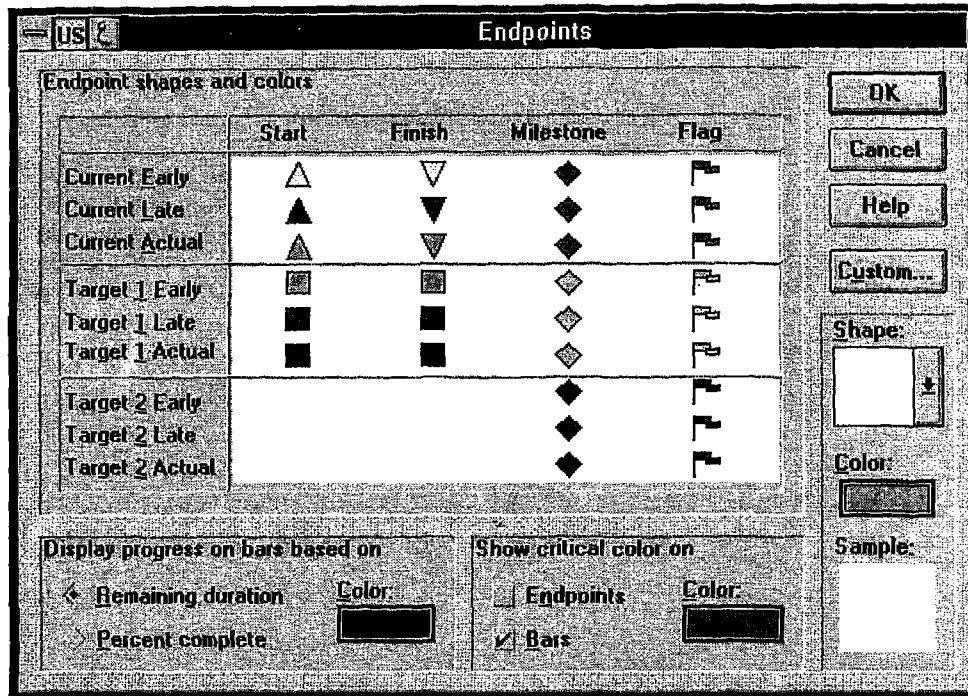 US Endpoints
Endpoint shapes and colors
Start Finish Milestone Flag
Current Early
Current Late
Current Actual
Target 1 Early
Target 1 Late
Target 1 Actual
Target 2 Early
Target 2 Late
Target 2 Actual
OK
Cancel
Help
Custom...
Shape:
Color:
Sample:
Display progress on bars based on
Remaining duration
Percent complete
Color:
Show critical color on
Endpoints
Bars
Color: